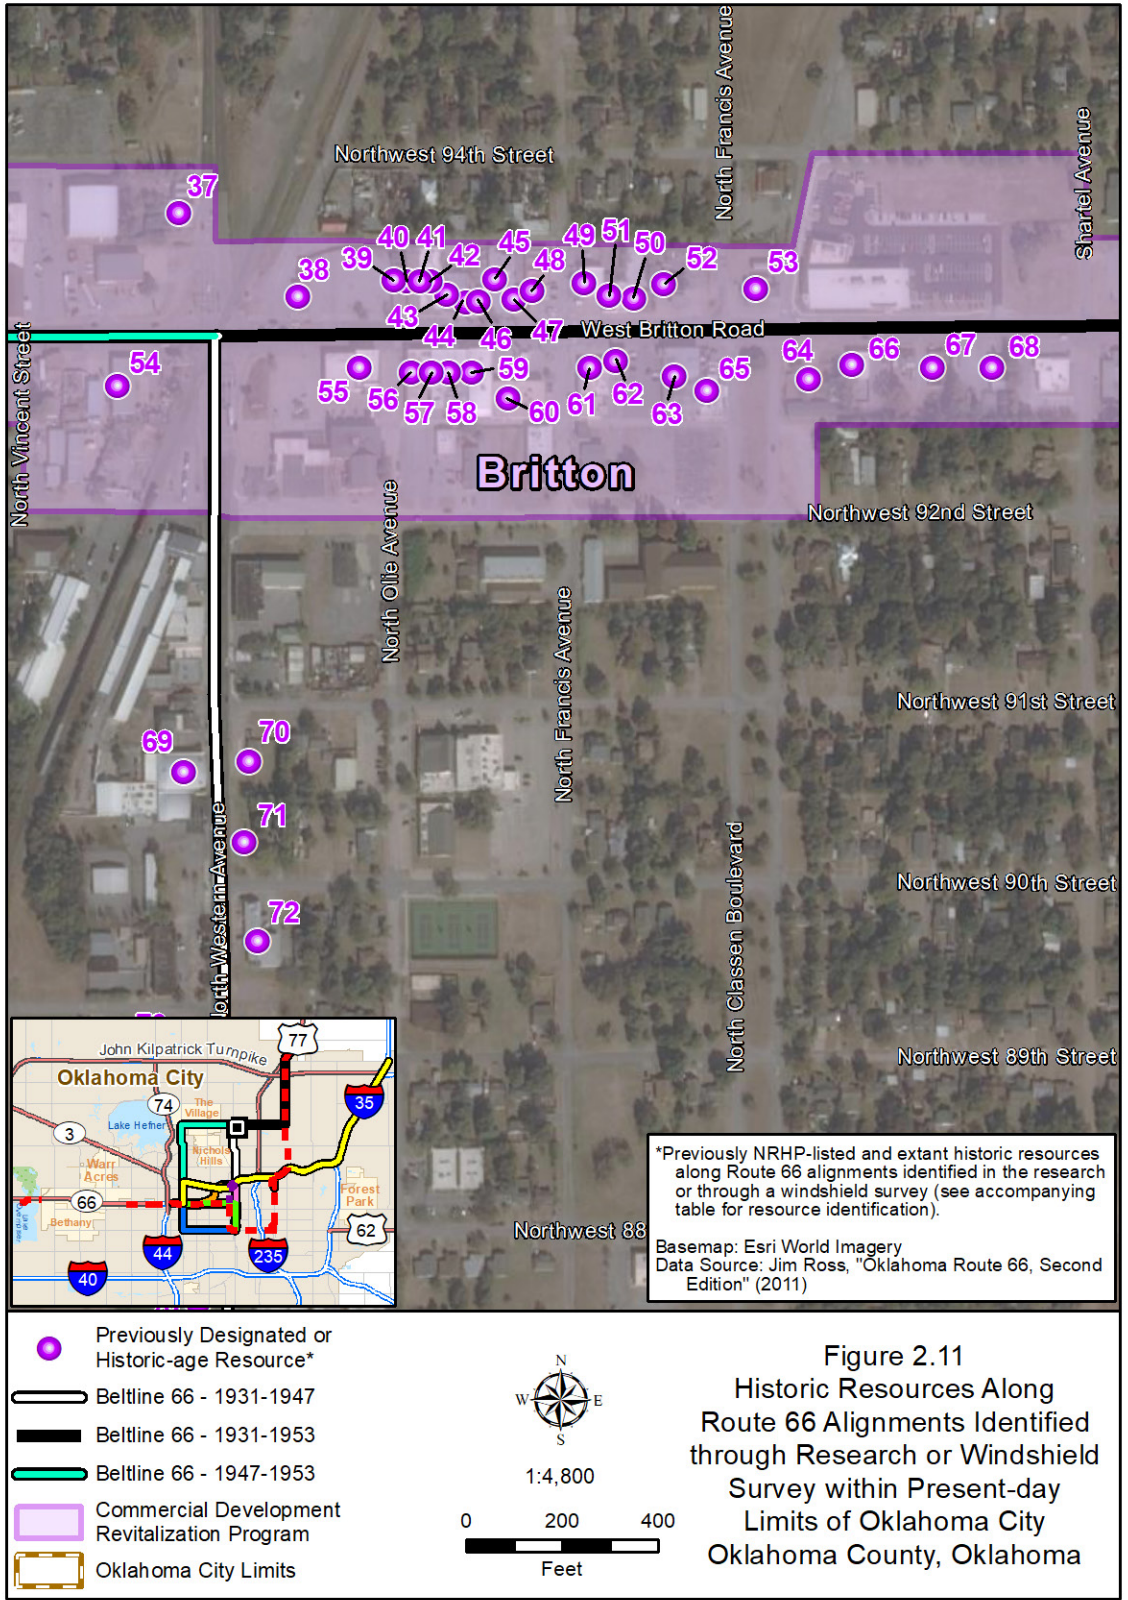 Northwest 94th Street
North Francis Avenue
Shartel Avenue
37
38
39
40
41
42
43
44
45
46
47
48
49
51
50
52
53
West Britton Road
North Vincent Street
54
55
56
57
58
59
60
61
62
63
65
64
66
67
68
Britton
Northwest 92nd Street
North Olie Avenue
North Francis Avenue
Northwest 91st Street
69
70
71
72
North Western Avenue
North Classen Boulevard
Northwest 90th Street
Northwest 89th Street
Northwest 88
John Kilpatrick Turnpike
77
Oklahoma City
74
The
Village
35
Lake Hefner
3
Nichols
Hills
Warr
Acres
66
Bethany
Forest
Park
62
44
235
40
*Previously NRHP-listed and extant historic resources
along Route 66 alignments identified in the research
or through a windshield survey (see accompanying
table for resource identification).
Basemap: Esri World Imagery
Data Source: Jim Ross, "Oklahoma Route 66, Second
Edition" (2011)
Previously Designated or
Historic-age Resource*
Beltline 66 - 1931-1947
Beltline 66 - 1931-1953
Beltline 66 - 1947-1953
Commercial Development
Revitalization Program
Oklahoma City Limits
N
W E
S
1:4,800
0 200 400
Feet
Figure 2.11
Historic Resources Along
Route 66 Alignments Identified
through Research or Windshield
Survey within Present-day
Limits of Oklahoma City
Oklahoma County, Oklahoma